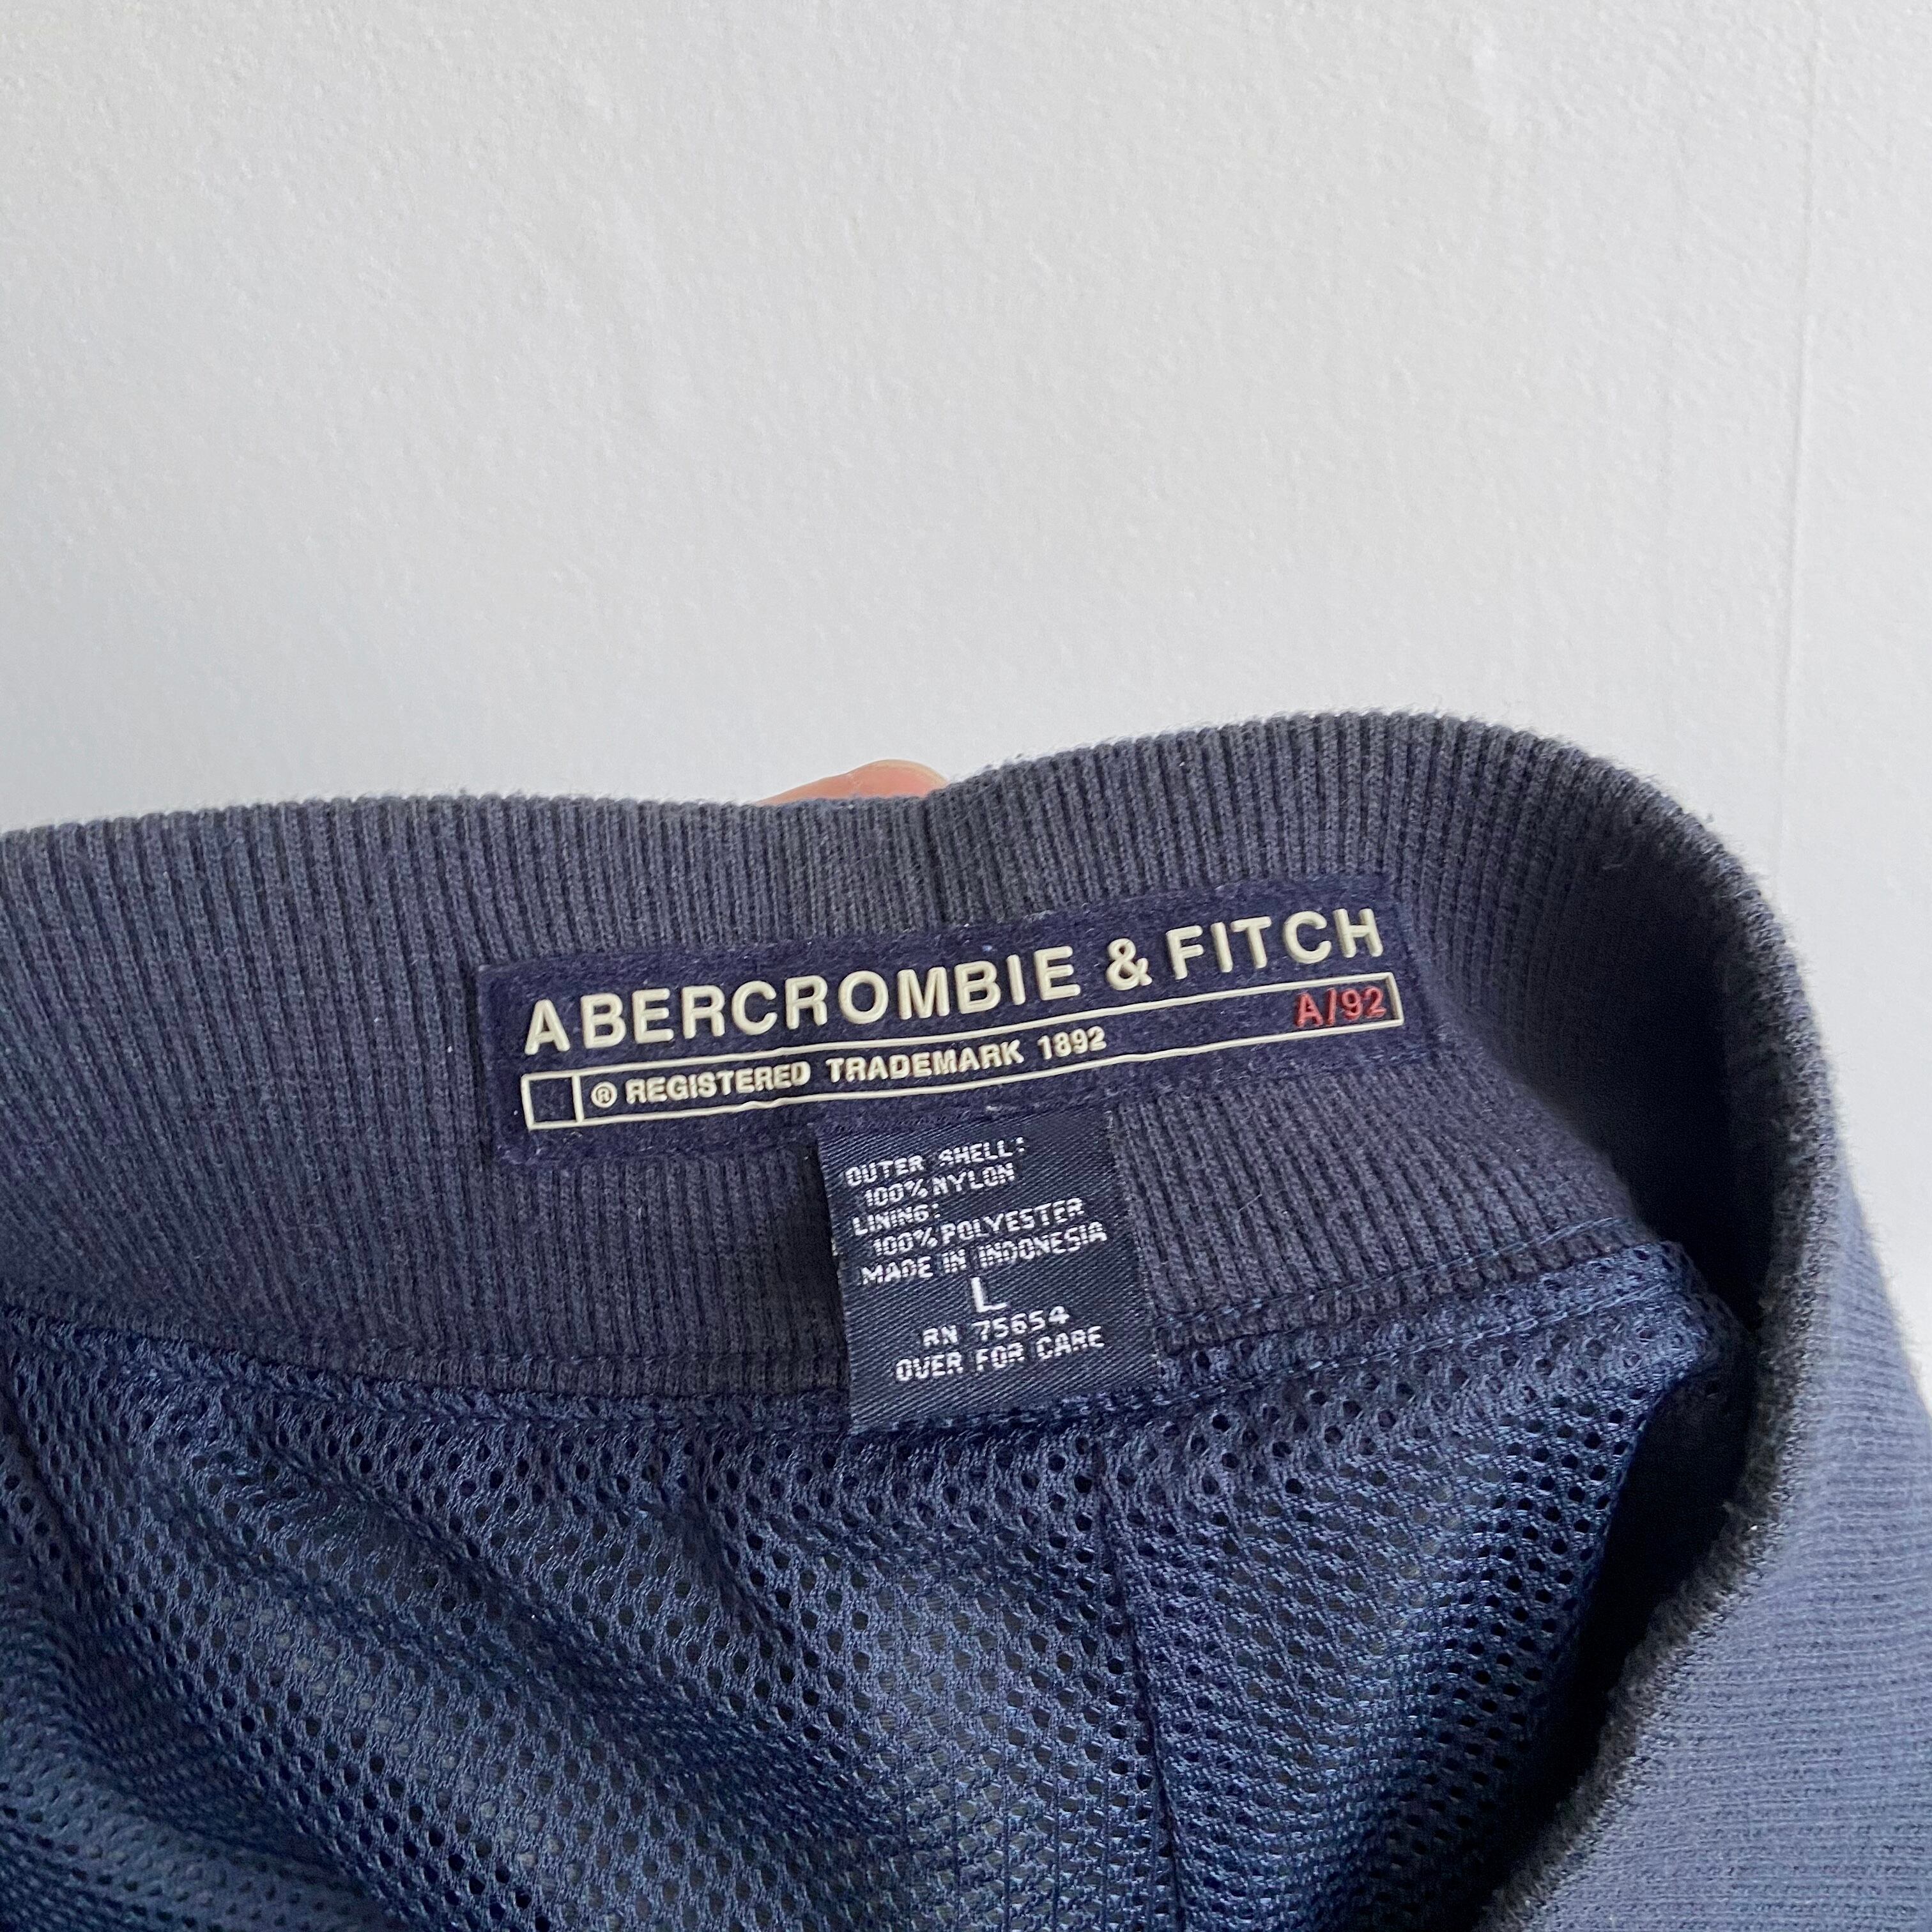 ABERCROMBIE & FITCH
® REGISTERED TRADEMARK 1892 A/92
OUTER SHELL:
100% NYLON
LINING:
100% POLYESTER
MADE IN INDONESIA
L
RN 75654
OVER FOR CARE